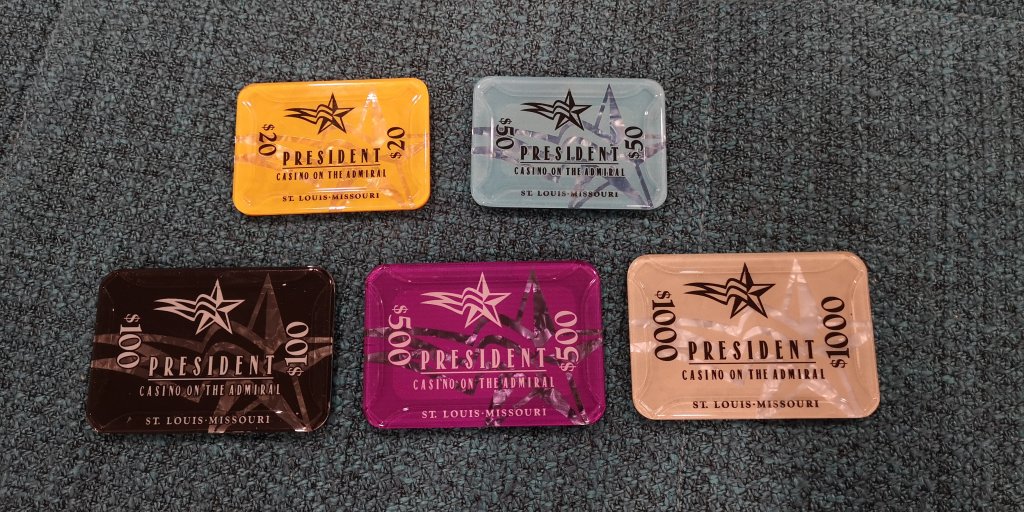 $20 $20
PRESIDENT
CASINO ON THE ADMIRAL
ST. LOUIS·MISSOURI
$50 $50
PRESIDENT
CASINO ON THE ADMIRAL
ST. LOUIS·MISSOURI
$100 $100
PRESIDENT
CASINO ON THE ADMIRAL
ST. LOUIS·MISSOURI
$500 $500
PRESIDENT
CASINO ON THE ADMIRAL
ST. LOUIS·MISSOURI
$1000 $1000
PRESIDENT
CASINO ON THE ADMIRAL
ST. LOUIS·MISSOURI